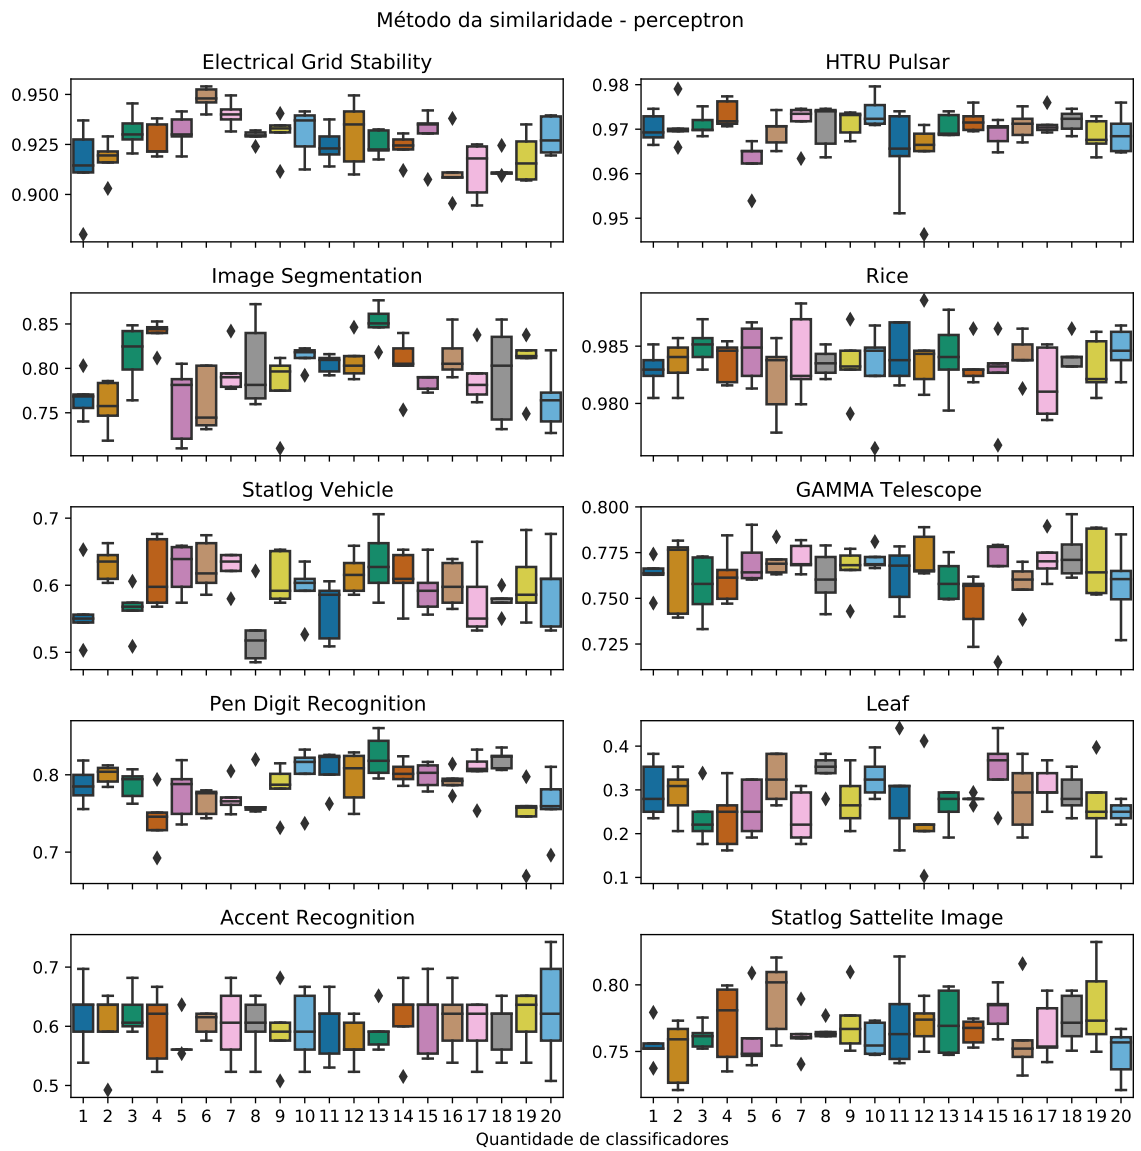 Método da similaridade - perceptron
Electrical Grid Stability
HTRU Pulsar
0.950
0.925
0.900
0.98
0.97
0.96
0.95
Image Segmentation
Rice
0.85
0.80
0.75
0.985
0.980
Statlog Vehicle
GAMMA Telescope
0.7
0.6
0.5
0.800
0.775
0.750
0.725
Pen Digit Recognition
Leaf
0.8
0.7
0.4
0.3
0.2
0.1
Accent Recognition
Statlog Sattelite Image
0.7
0.6
0.5
0.80
0.75
1 2 3 4 5 6 7 8 9 10 11 12 13 14 15 16 17 18 19 20
1 2 3 4 5 6 7 8 9 10 11 12 13 14 15 16 17 18 19 20
Quantidade de classificadores